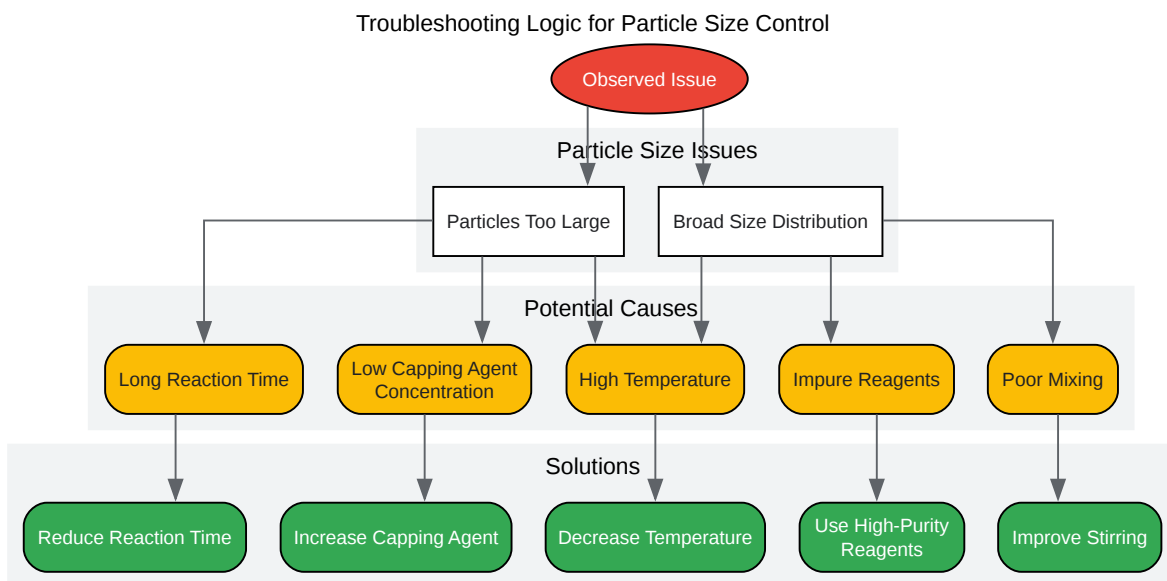 Troubleshooting Logic for Particle Size Control
Observed Issue
Particle Size Issues
Particles Too Large
Broad Size Distribution
Potential Causes
Long Reaction Time
Low Capping Agent
Concentration
High Temperature
Impure Reagents
Poor Mixing
Solutions
Reduce Reaction Time
Increase Capping Agent
Decrease Temperature
Use High-Purity
Reagents
Improve Stirring